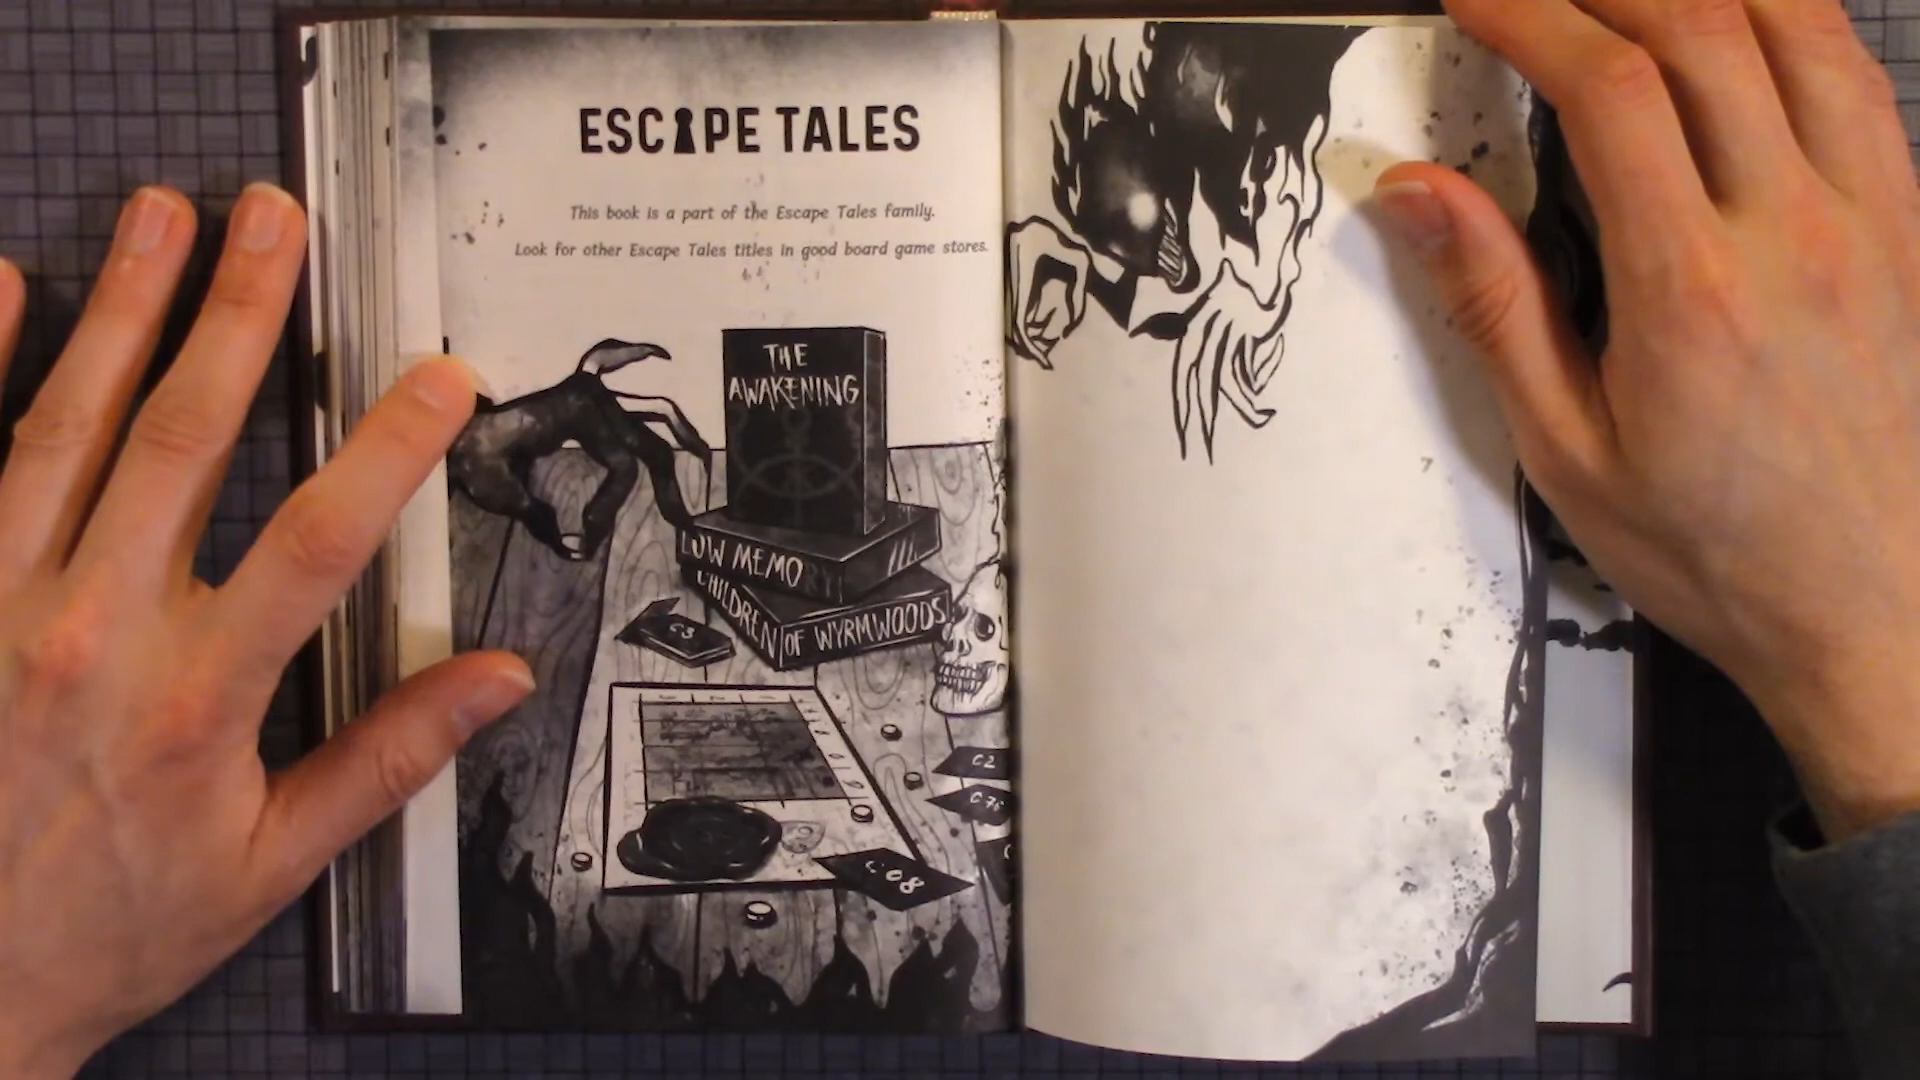 ESCAPE TALES
This book is a part of the Escape Tales family.
Look for other Escape Tales titles in good board game stores.
THE
AWAKENING
LOW MEMORY
CHILDREN OF WYRMWOODS
C3
C2
C 08